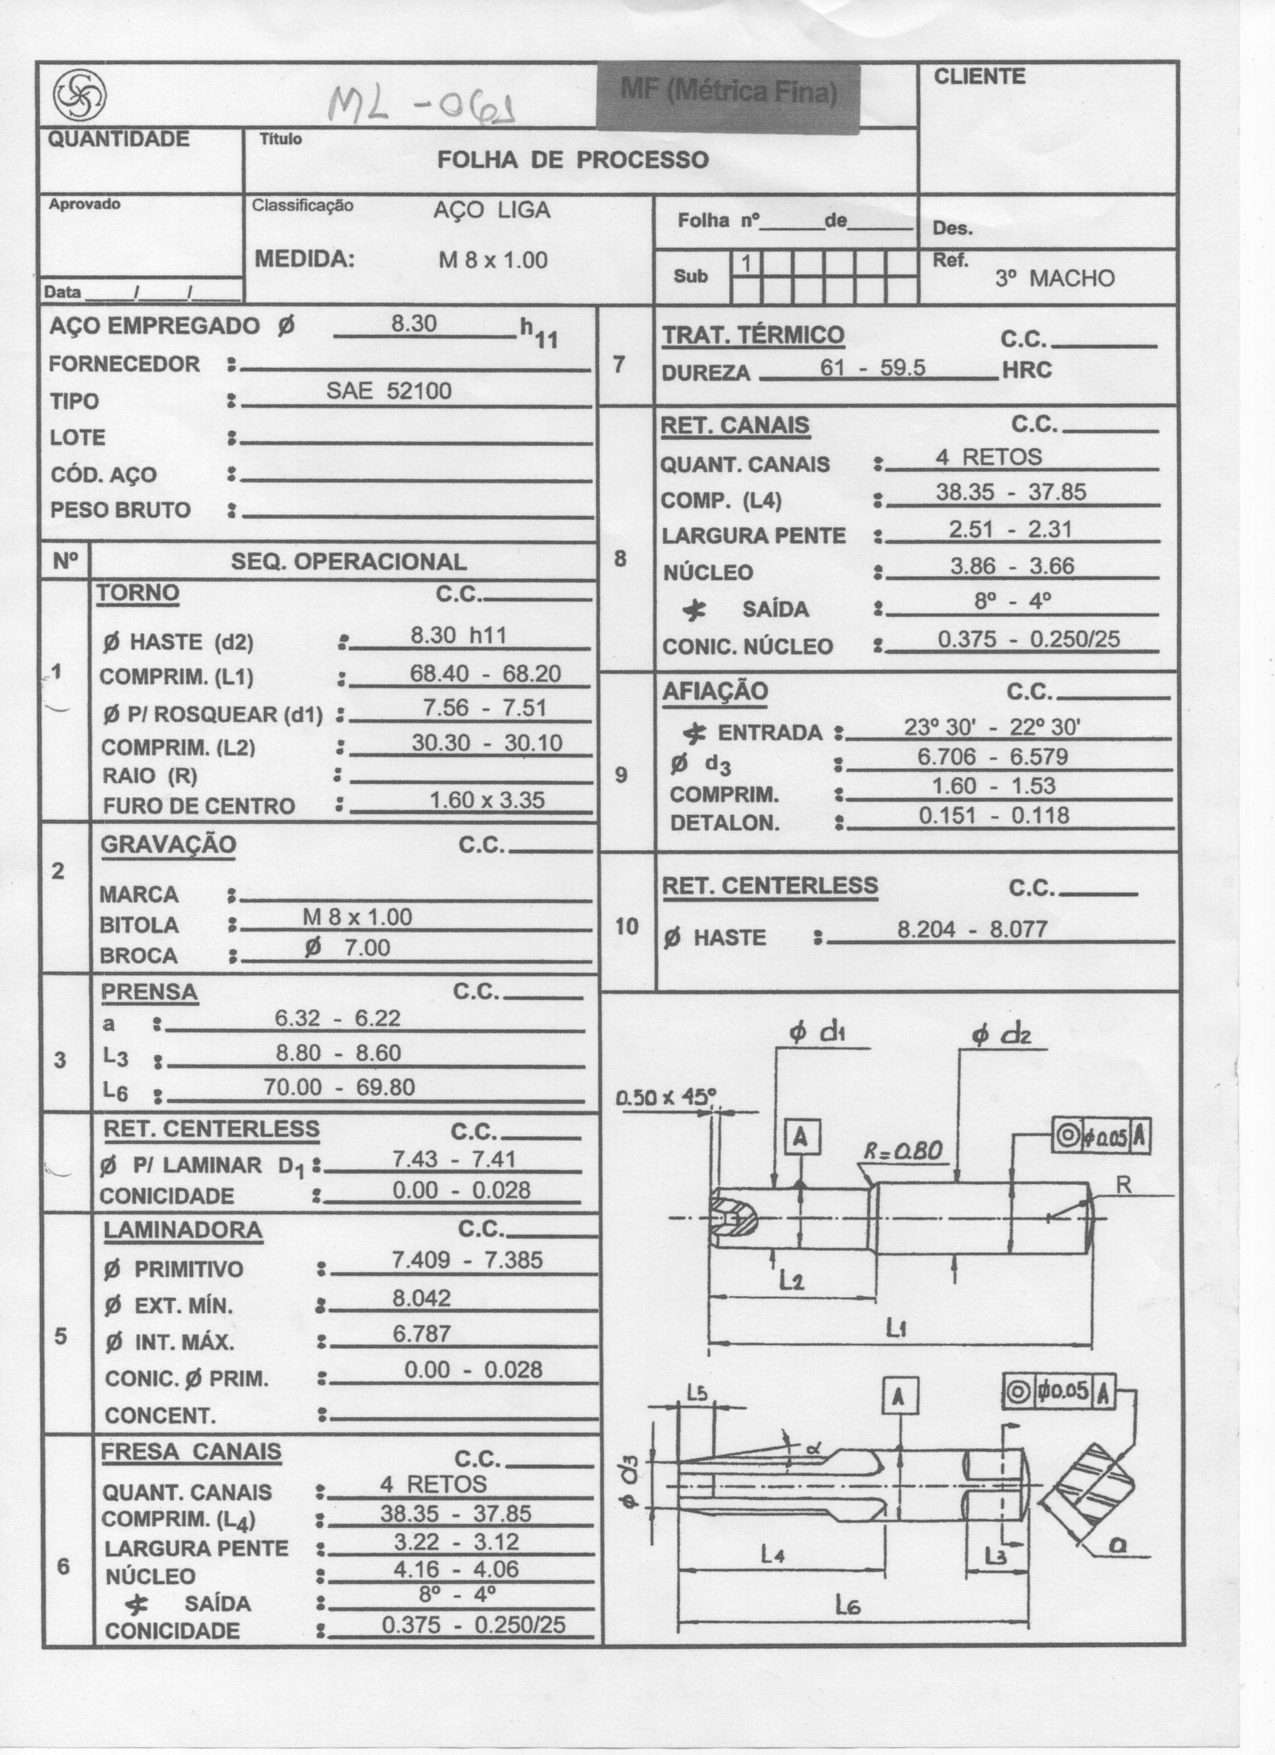 ML-061
MF (Métrica Fina)
CLIENTE
QUANTIDADE
Título
FOLHA DE PROCESSO
Aprovado
Classificação
AÇO LIGA
MEDIDA: M 8 x 1.00
Folha nº______de______
Des.
Sub 1
Ref.
3º MACHO
Data ____/____/____
AÇO EMPREGADO Ø 8.30 h11
FORNECEDOR :
TIPO : SAE 52100
LOTE :
CÓD. AÇO :
PESO BRUTO :
Nº SEQ. OPERACIONAL
1
TORNO C.C.
Ø HASTE (d2) : 8.30 h11
COMPRIM. (L1) : 68.40 - 68.20
Ø P/ ROSQUEAR (d1) : 7.56 - 7.51
COMPRIM. (L2) : 30.30 - 30.10
RAIO (R) :
FURO DE CENTRO : 1.60 x 3.35
2
GRAVAÇÃO C.C.
MARCA :
BITOLA : M 8 x 1.00
BROCA : Ø 7.00
3
PRENSA C.C.
a : 6.32 - 6.22
L3 : 8.80 - 8.60
L6 : 70.00 - 69.80
RET. CENTERLESS C.C.
Ø P/ LAMINAR D1 : 7.43 - 7.41
CONICIDADE : 0.00 - 0.028
5
LAMINADORA C.C.
Ø PRIMITIVO : 7.409 - 7.385
Ø EXT. MÍN. : 8.042
Ø INT. MÁX. : 6.787
CONIC. Ø PRIM. : 0.00 - 0.028
CONCENT. :
6
FRESA CANAIS C.C.
QUANT. CANAIS : 4 RETOS
COMPRIM. (L4) : 38.35 - 37.85
LARGURA PENTE : 3.22 - 3.12
NÚCLEO : 4.16 - 4.06
∢ SAÍDA : 8º - 4º
CONICIDADE : 0.375 - 0.250/25
7
TRAT. TÉRMICO C.C.
DUREZA 61 - 59.5 HRC
8
RET. CANAIS C.C.
QUANT. CANAIS : 4 RETOS
COMP. (L4) : 38.35 - 37.85
LARGURA PENTE : 2.51 - 2.31
NÚCLEO : 3.86 - 3.66
∢ SAÍDA : 8º - 4º
CONIC. NÚCLEO : 0.375 - 0.250/25
9
AFIAÇÃO C.C.
∢ ENTRADA : 23º 30' - 22º 30'
Ø d3 : 6.706 - 6.579
COMPRIM. : 1.60 - 1.53
DETALON. : 0.151 - 0.118
10
RET. CENTERLESS C.C.
Ø HASTE : 8.204 - 8.077
ϕ d1
ϕ d2
0.50 x 45º
A
R=0.80
◎ ϕ0.05 A
R
L2
L1
L5
A
◎ ϕ0.05 A
α
ϕ d3
L4
L3
a
L6